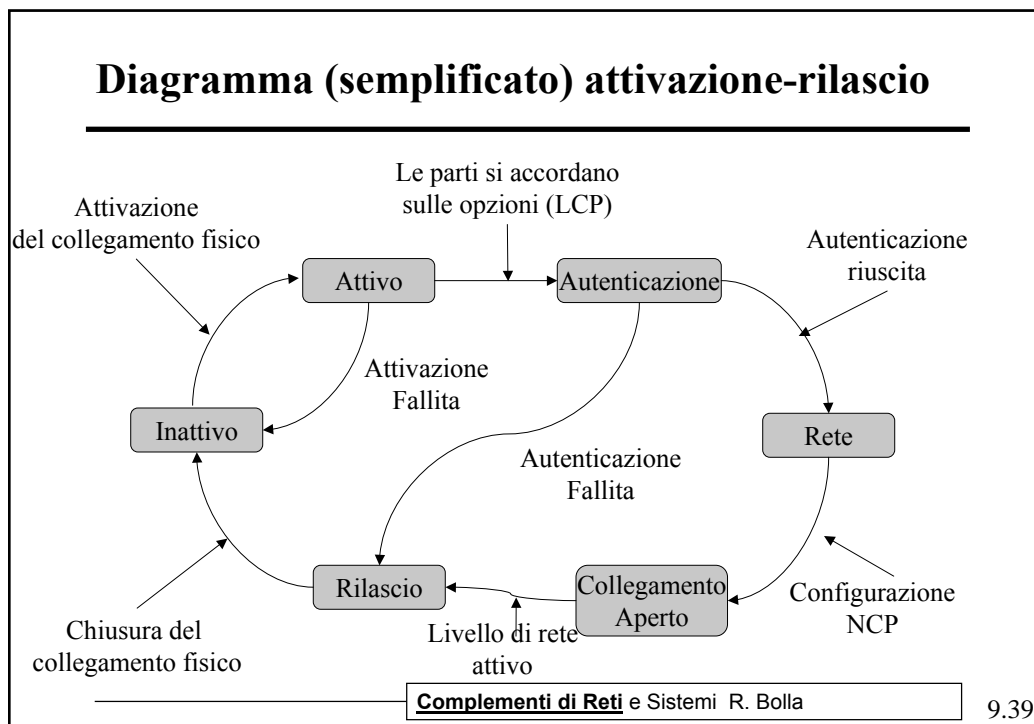 Diagramma (semplificato) attivazione-rilascio
Le parti si accordano
sulle opzioni (LCP)
Attivazione
del collegamento fisico
Autenticazione
riuscita
Attivo
Autenticazione
Attivazione
Fallita
Inattivo
Rete
Autenticazione
Fallita
Rilascio
Collegamento
Aperto
Configurazione
NCP
Chiusura del
collegamento fisico
Livello di rete
attivo
Complementi di Reti e Sistemi R. Bolla
9.39